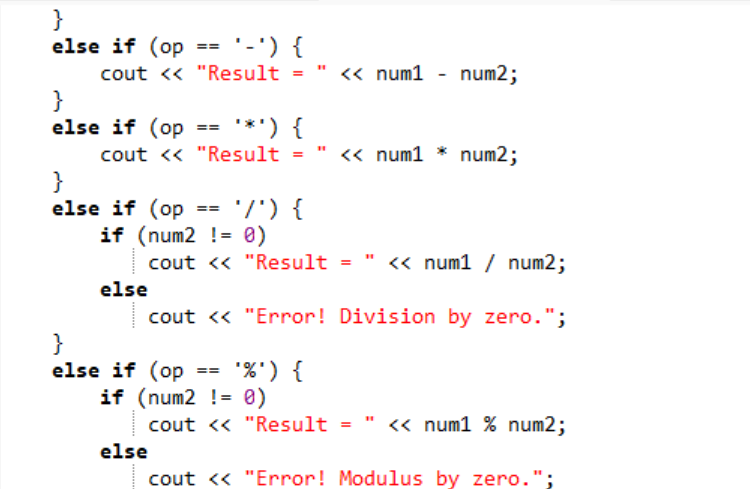 }
else if (op == '-') {
cout << "Result = " << num1 - num2;
}
else if (op == '*') {
cout << "Result = " << num1 * num2;
}
else if (op == '/') {
if (num2 != 0)
cout << "Result = " << num1 / num2;
else
cout << "Error! Division by zero.";
}
else if (op == '%') {
if (num2 != 0)
cout << "Result = " << num1 % num2;
else
cout << "Error! Modulus by zero.";